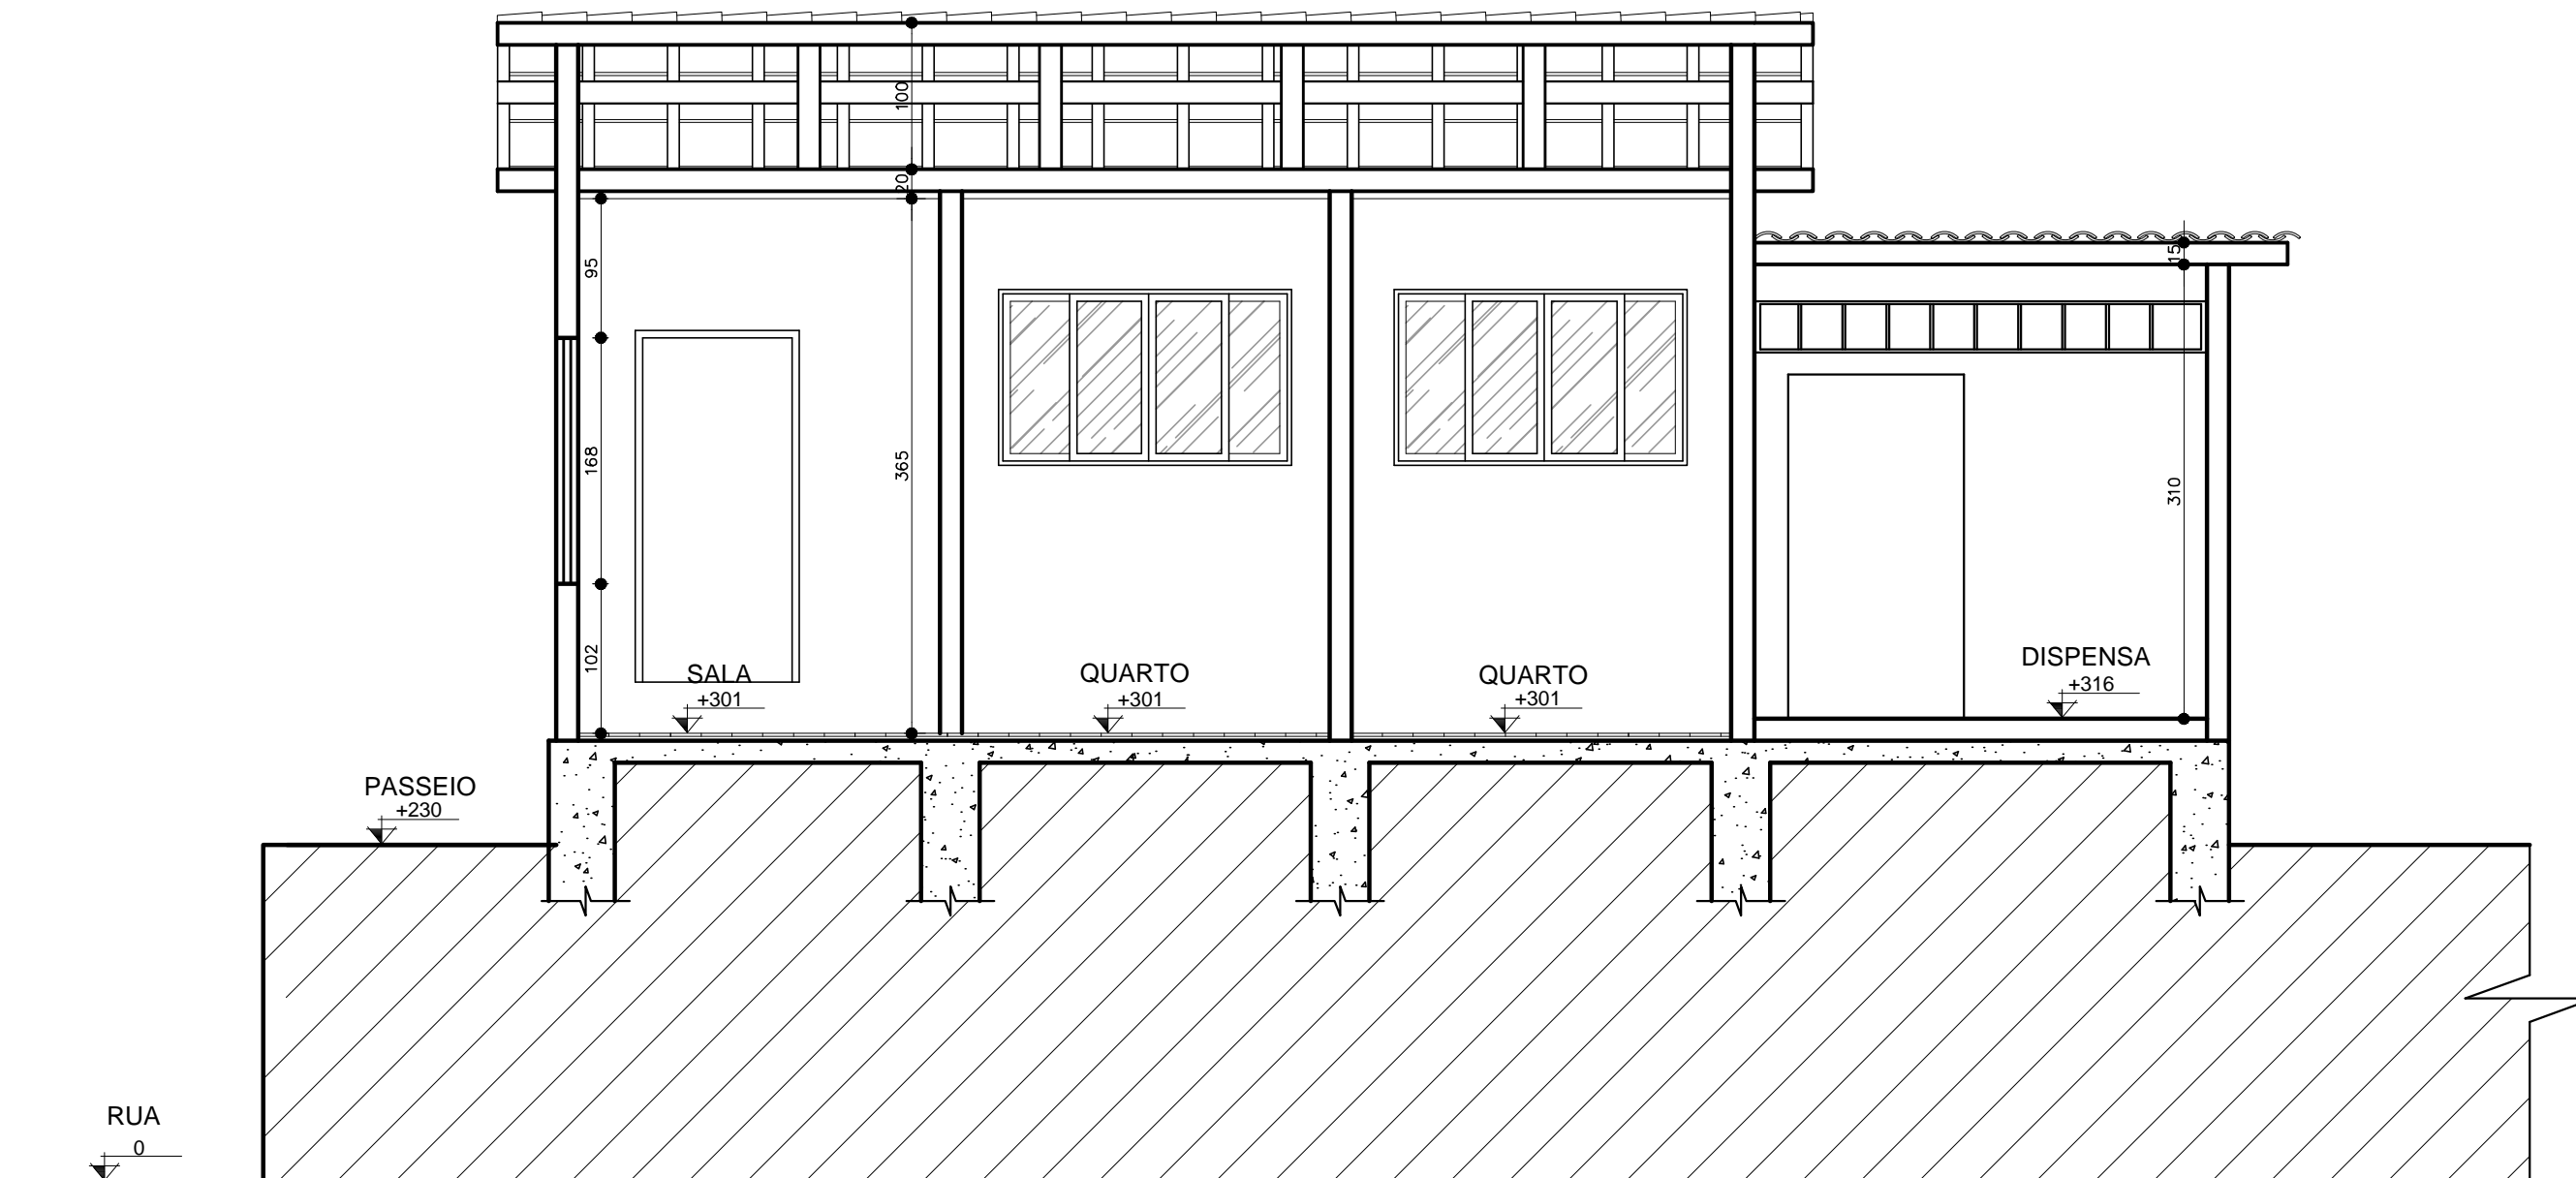 100
20
15
95
168
365
310
102
SALA
+301
QUARTO
+301
QUARTO
+301
DISPENSA
+316
PASSEIO
+230
RUA
0